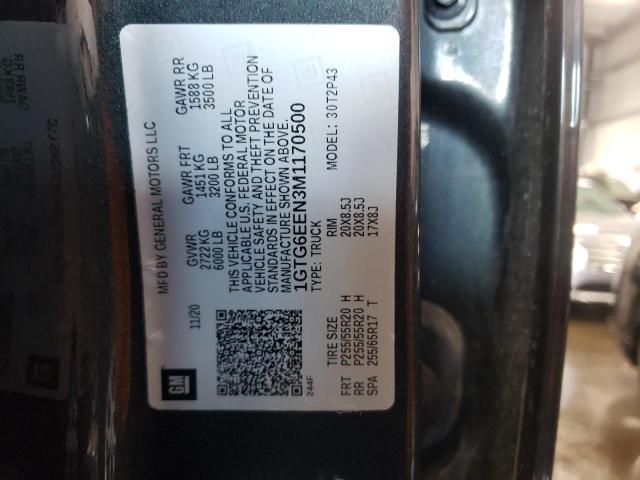 MFD BY GENERAL MOTORS LLC
GM
11/20
GVWR GAWR FRT GAWR RR
2722 KG 1451 KG 1588 KG
6000 LB 3200 LB 3500 LB
THIS VEHICLE CONFORMS TO ALL
APPLICABLE U.S. FEDERAL MOTOR
VEHICLE SAFETY AND THEFT PREVENTION
STANDARDS IN EFFECT ON THE DATE OF
MANUFACTURE SHOWN ABOVE.
1GTG6EEN3M1170500
TYPE: TRUCK MODEL: 30T2P43
244F
TIRE SIZE RIM
FRT P255/55R20 H 20X8.5J
RR P255/55R20 H 20X8.5J
SPA 255/65R17 T 17X8J